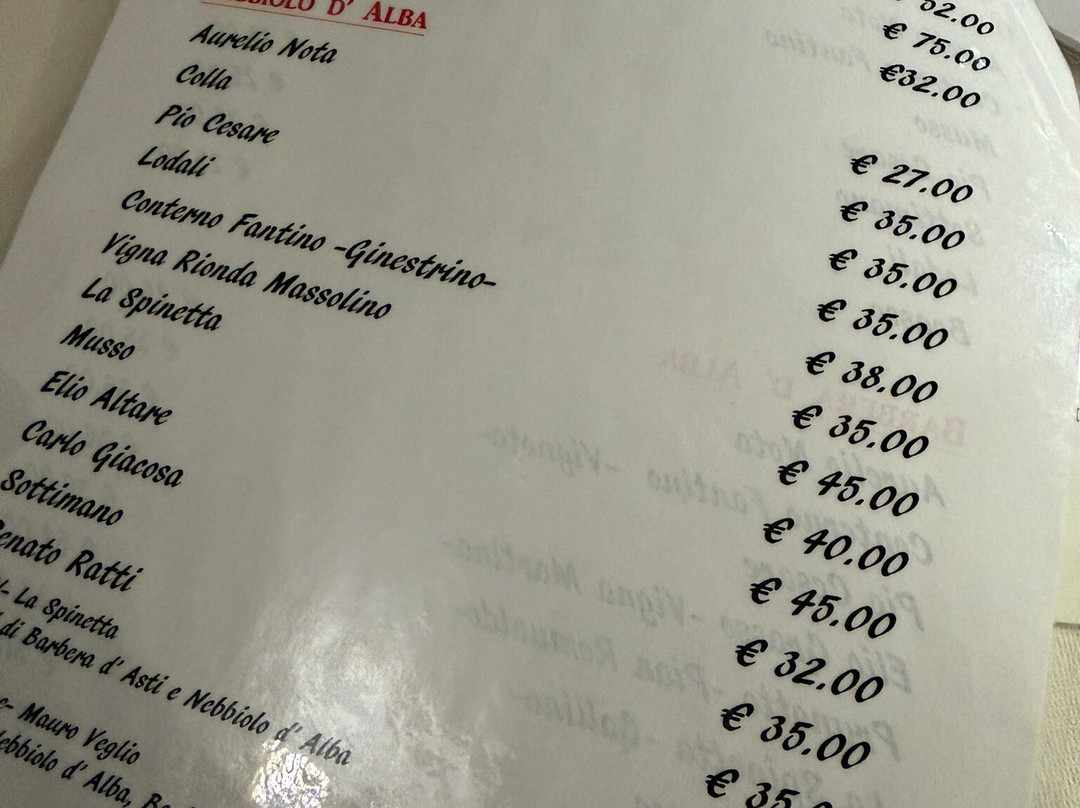 € 75.00
€32.00
BBIOLO D' ALBA
Aurelio Nota € 27.00
Colla € 35.00
Pio Cesare € 35.00
Lodali € 35.00
Conterno Fantino -Ginestrino- € 38.00
Vigna Rionda Massolino € 35.00
La Spinetta € 45.00
Musso € 40.00
Elio Altare € 45.00
Carlo Giacosa € 32.00
Sottimano € 35.00
enato Ratti € 35.
- La Spinetta
di Barbera d' Asti e Nebbiolo d' Alba
- Mauro Veglio
ebbiolo d' Alba,